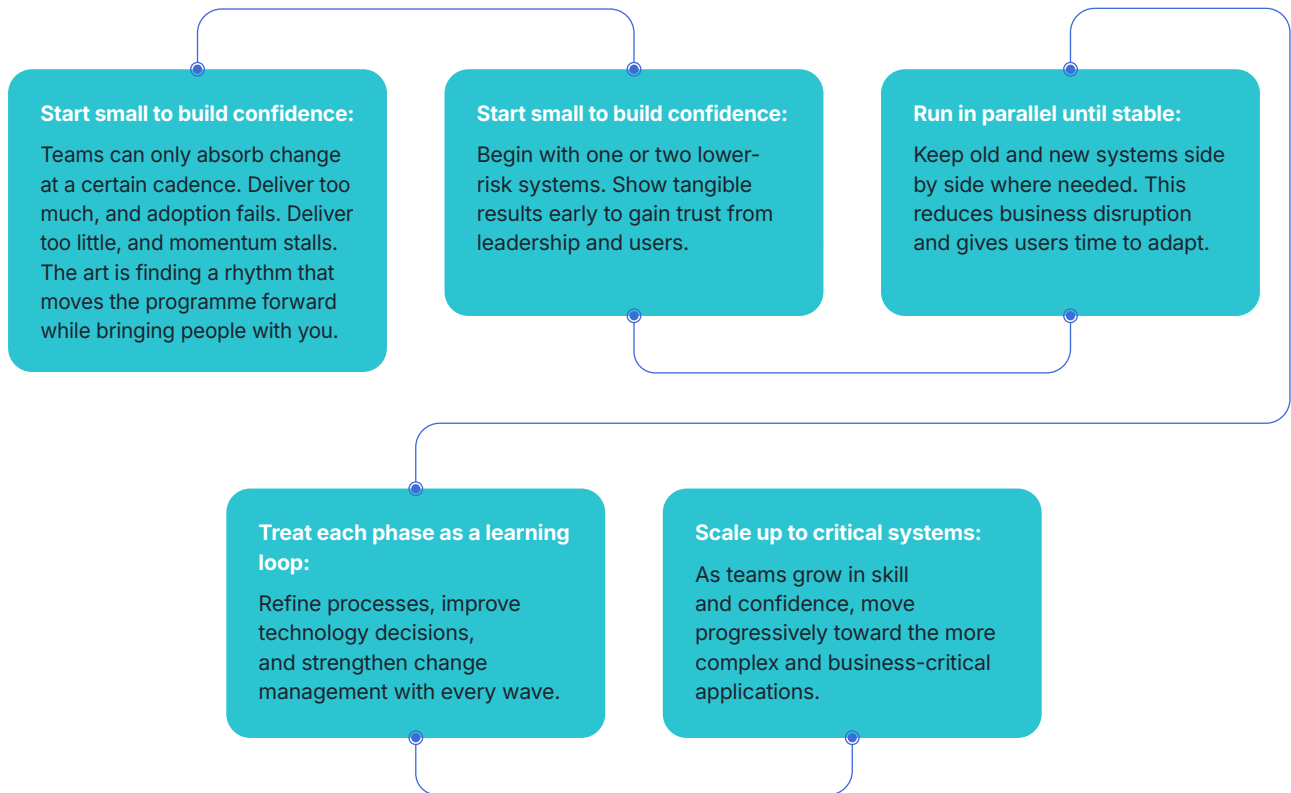 Start small to build confidence:
Teams can only absorb change
at a certain cadence. Deliver too
much, and adoption fails. Deliver
too little, and momentum stalls.
The art is finding a rhythm that
moves the programme forward
while bringing people with you.
Start small to build confidence:
Begin with one or two lower-
risk systems. Show tangible
results early to gain trust from
leadership and users.
Run in parallel until stable:
Keep old and new systems side
by side where needed. This
reduces business disruption
and gives users time to adapt.
Treat each phase as a learning
loop:
Refine processes, improve
technology decisions,
and strengthen change
management with every wave.
Scale up to critical systems:
As teams grow in skill
and confidence, move
progressively toward the more
complex and business-critical
applications.